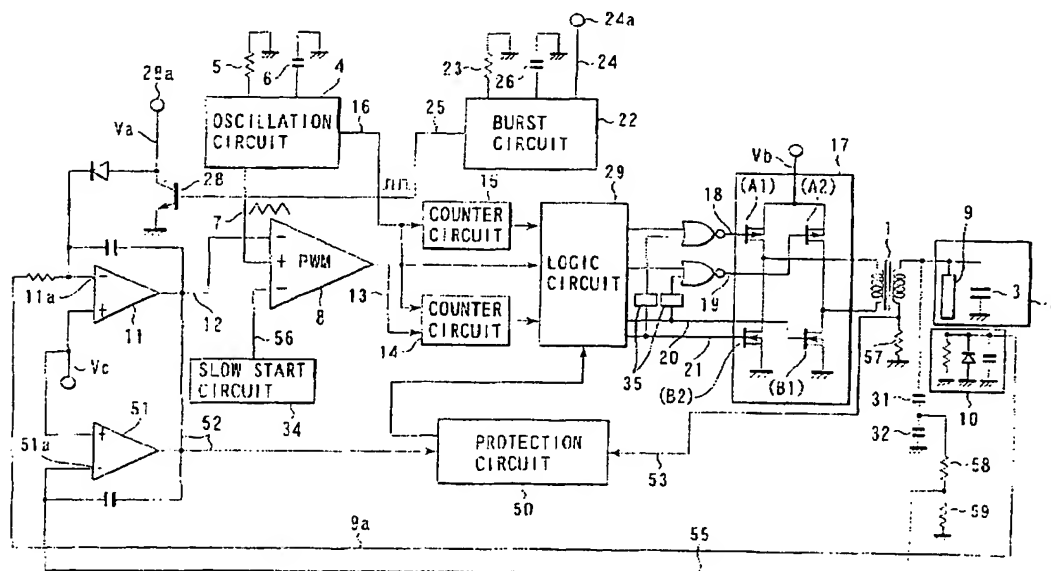 24a
28a
5
6
4
23
26
24
Va
OSCILLATION
CIRCUIT
16
25
BURST
CIRCUIT
22
Vb
17
28
29
(A1)
(A2)
15
18
7
COUNTER
CIRCUIT
9
1
PWM
LOGIC
CIRCUIT
3
11a
11
12
8
13
19
COUNTER
CIRCUIT
14
20
21
57
56
35
Vc
SLOW START
CIRCUIT
34
(B2)
(B1)
31
10
51
52
51a
PROTECTION
CIRCUIT
50
53
32
58
59
9a
55